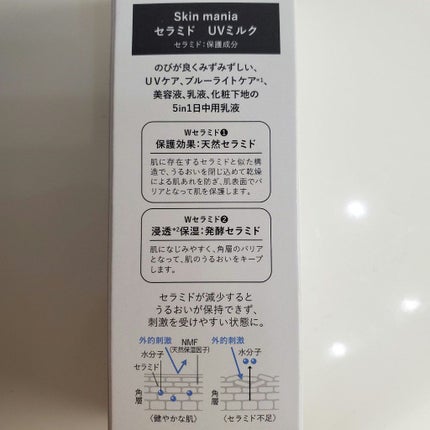 Skin mania
セラミド UVミルク
セラミド:保護成分
のびが良くみずみずしい、
UVケア、ブルーライトケア*1、
美容液、乳液、化粧下地の
5in1日中用乳液
Wセラミド❶
保護効果:天然セラミド
肌に存在するセラミドと似た構
造で、うるおいを閉じ込めて乾燥
による肌あれを防ぎ、肌表面でバ
リアとなって肌を保護します。
Wセラミド❷
浸透*2保湿:発酵セラミド
肌になじみやすく、角層のバリア
となって、肌のうるおいをキープ
します。
セラミドが減少すると
うるおいが保持できず、
刺激を受けやすい状態に。
外的刺激
水分子
セラミド
NMF
(天然保湿因子)
角層
〈健やかな肌〉
外的刺激
水分子
角層
〈セラミド不足〉